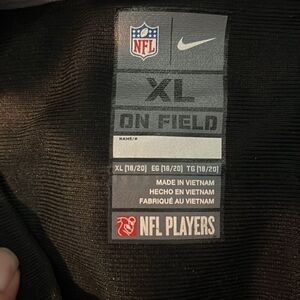 NFL
XL
ON FIELD
NAME/#
XL (18/20) EG (18/20) TG (18/20)
MADE IN VIETNAM
HECHO EN VIETNAM
FABRIQUÉ AU VIETNAM
NFL PLAYERS